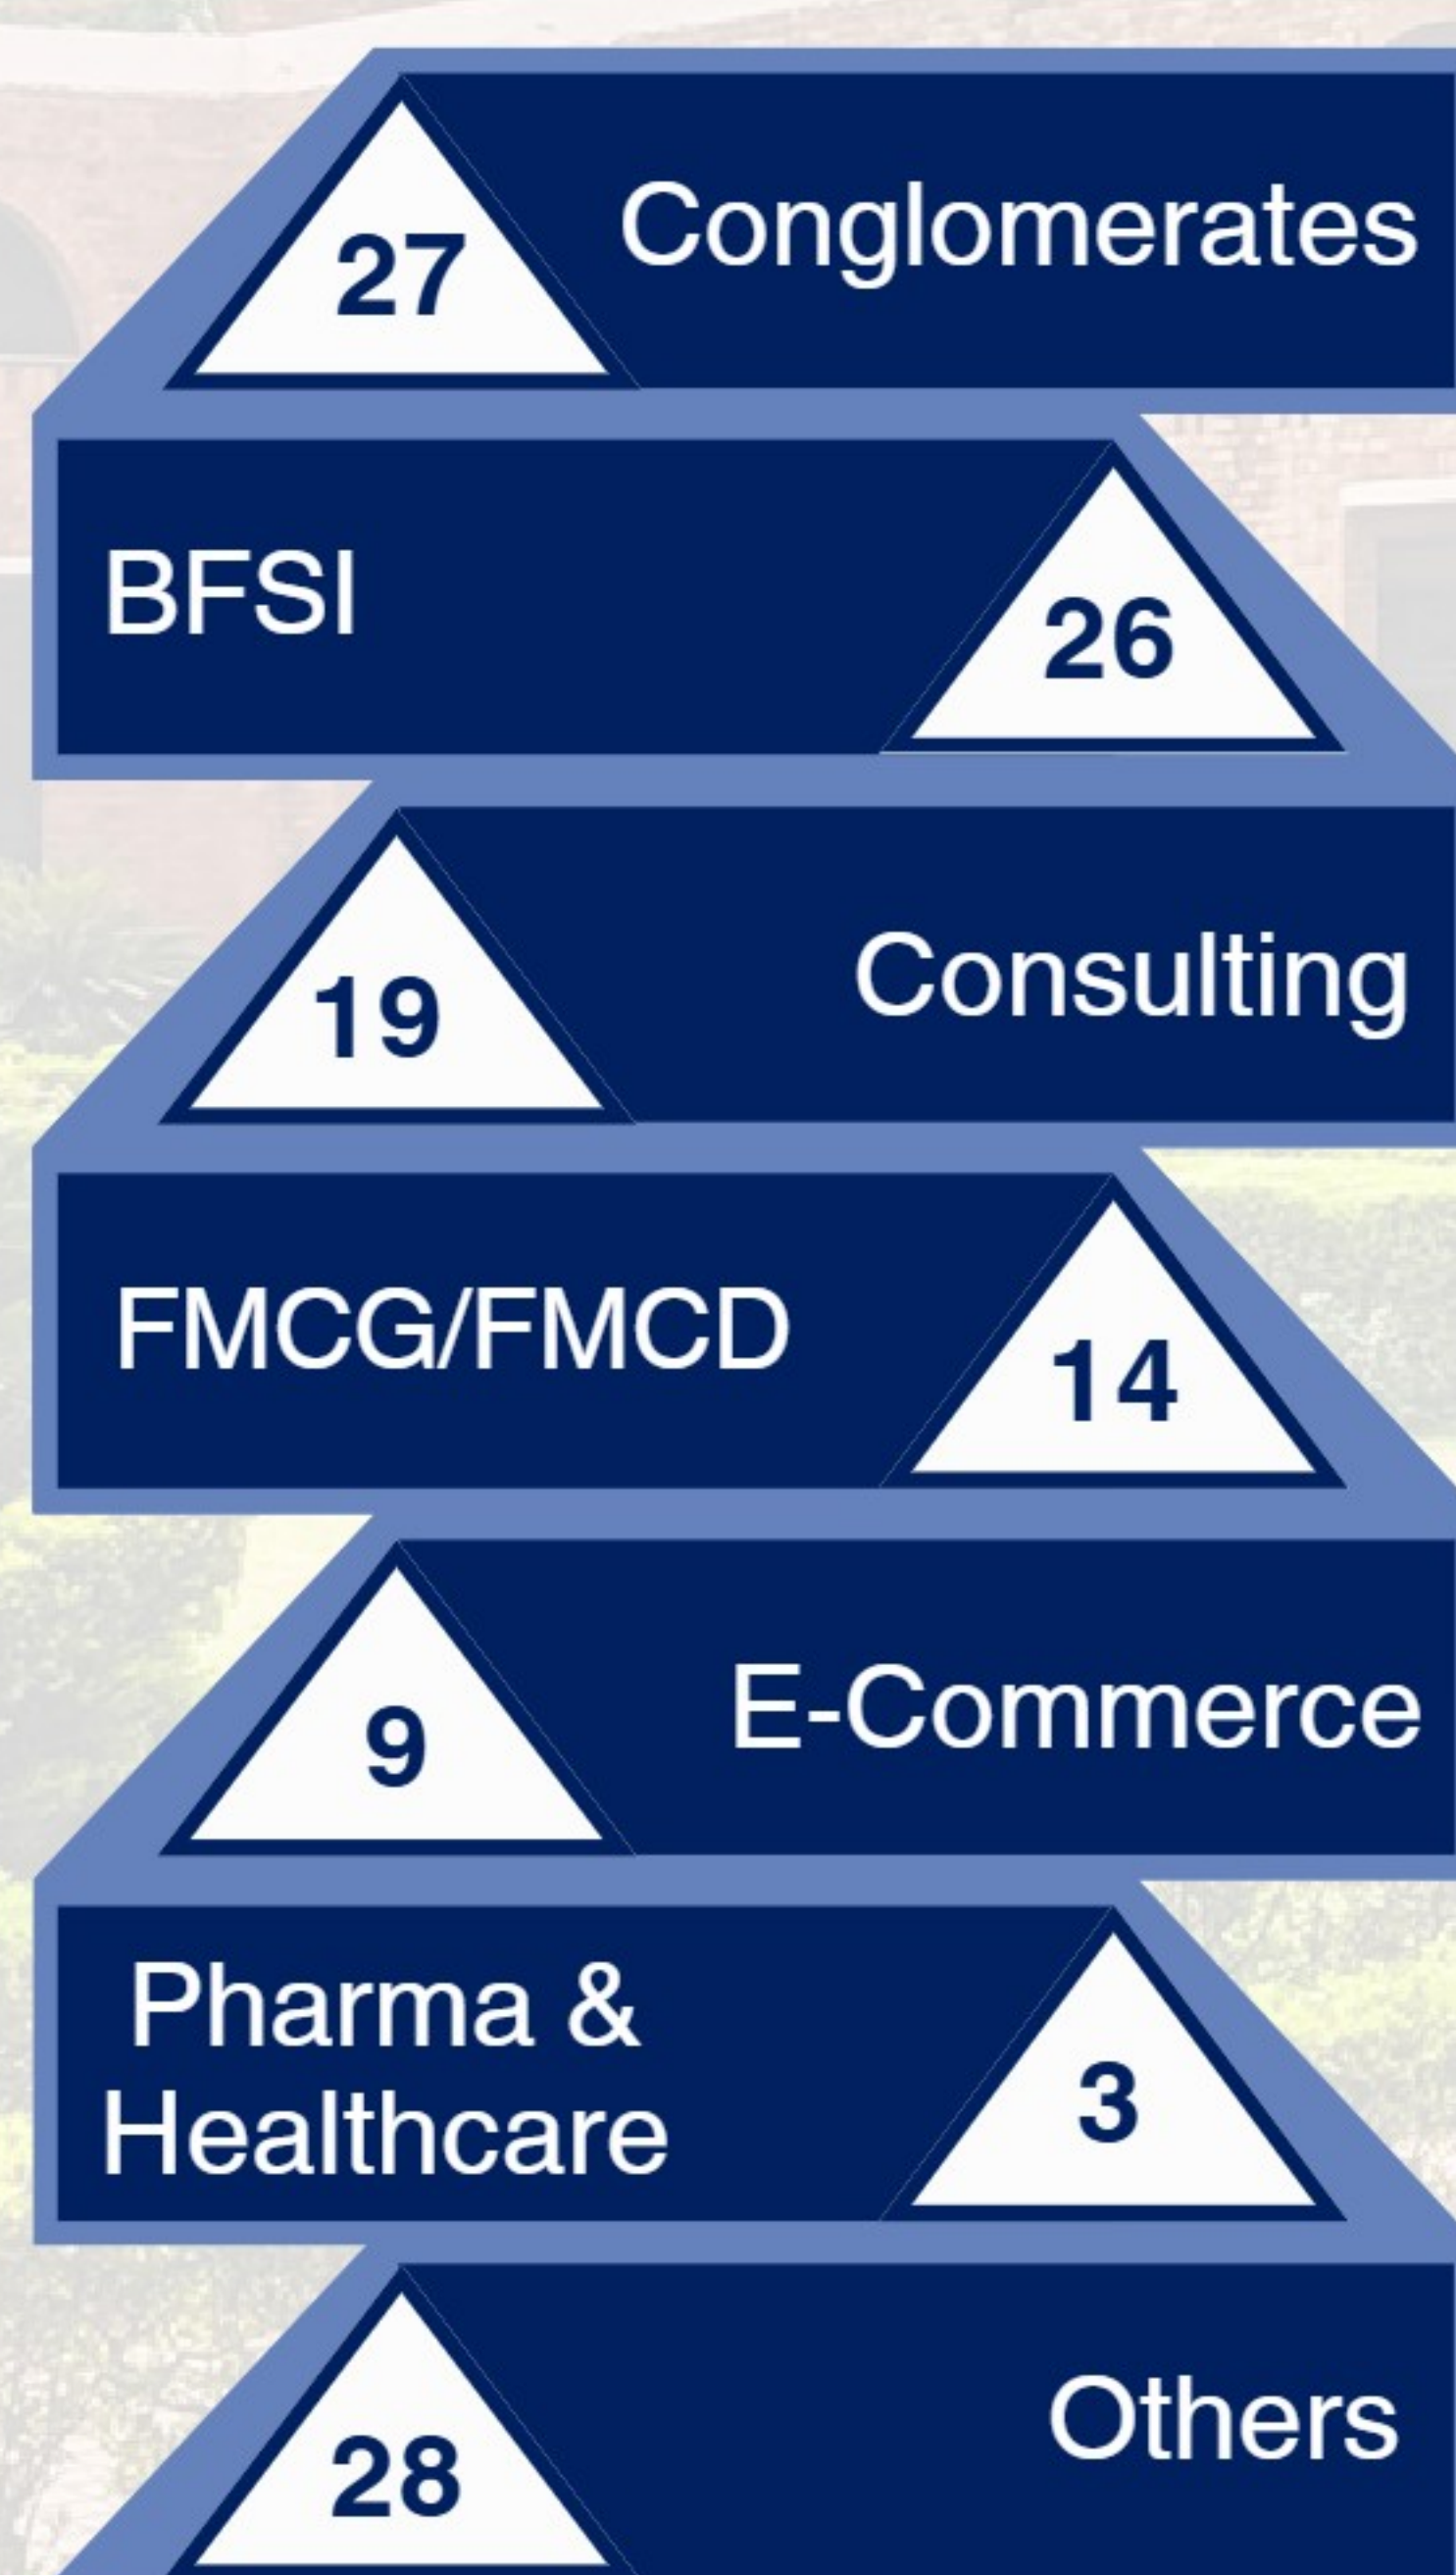 27 Conglomerates
BFSI 26
19 Consulting
FMCG/FMCD 14
9 E-Commerce
Pharma &
Healthcare
3
28 Others